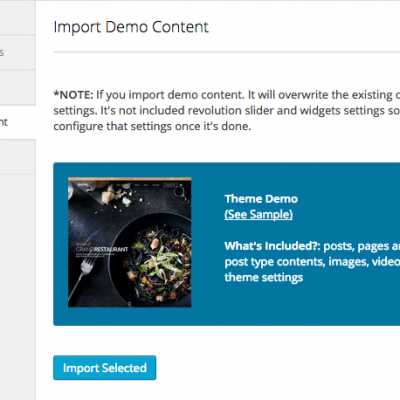 Import Demo Content
s
*NOTE: If you import demo content. It will overwrite the existing
settings. It's not included revolution slider and widgets settings so
nt
configure that settings once it's done.
Theme Demo
(See Sample)
GRANDRESTAURANT
What's Included?: posts, pages
post type contents, images, video
theme settings
Import Selected